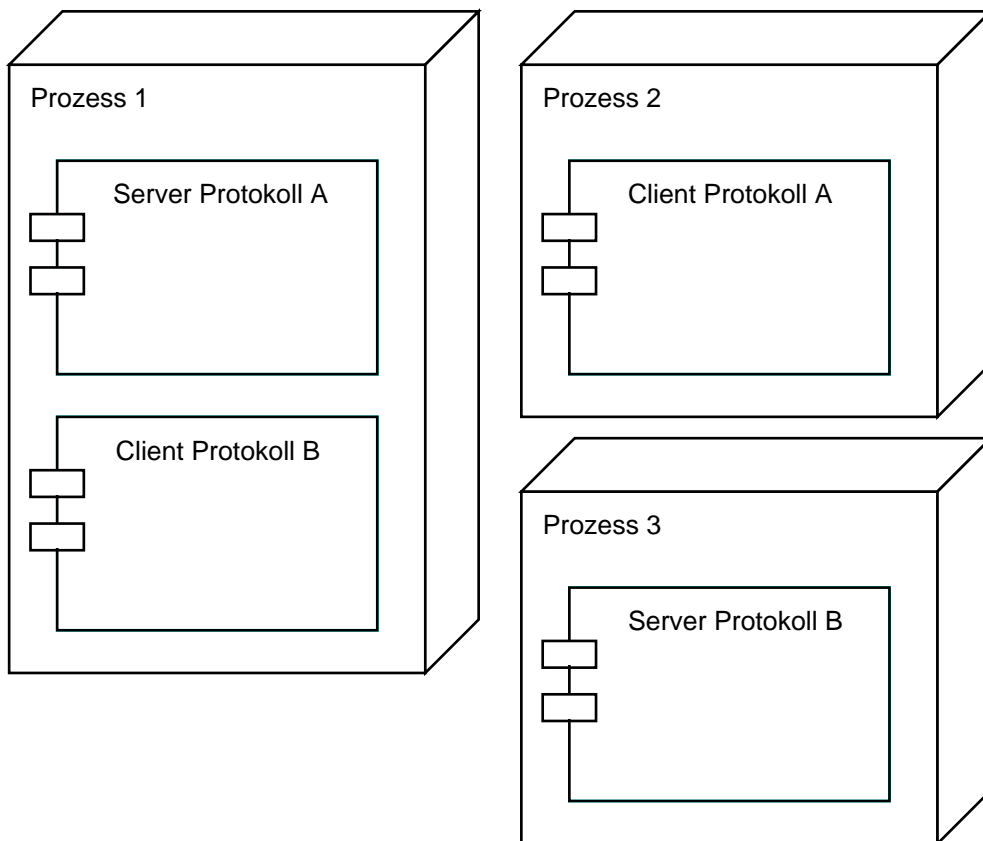 Prozess 1
Server Protokoll A
Client Protokoll B
Prozess 2
Client Protokoll A
Prozess 3
Server Protokoll B